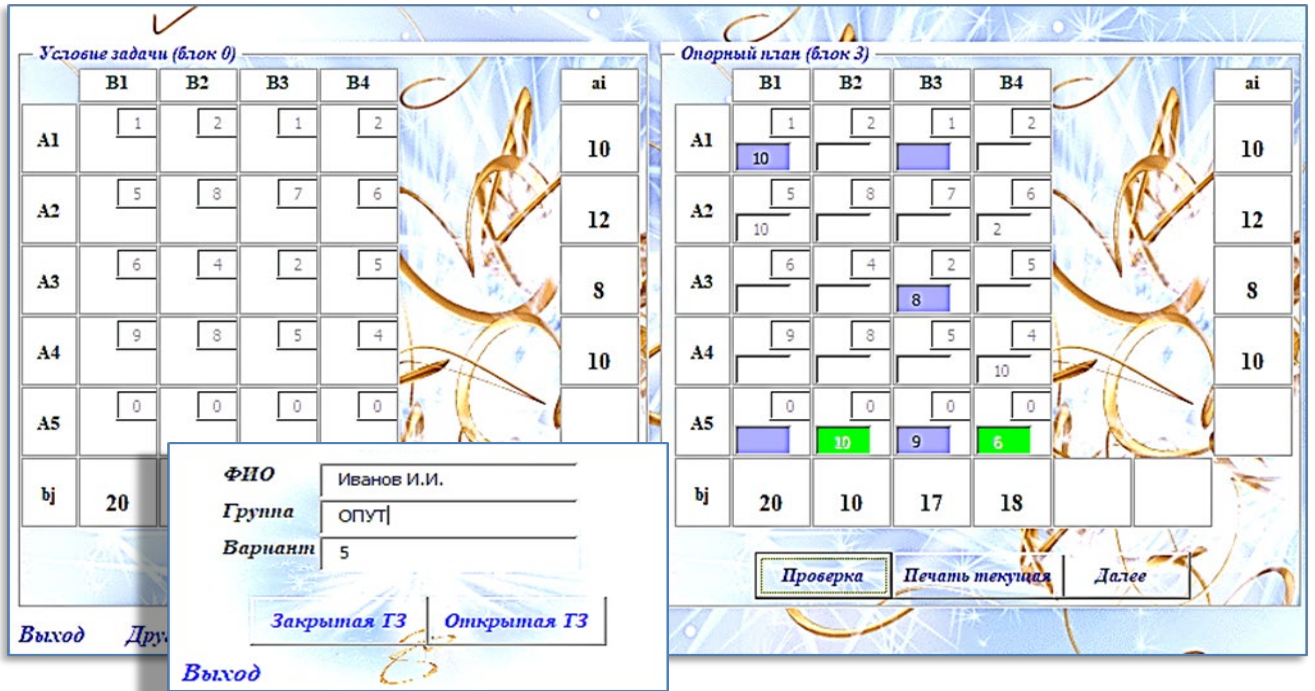 Условие задачи (блок 0)
B1 B2 B3 B4 ai
A1 1 2 1 2 10
A2 5 8 7 6 12
A3 6 4 2 5 8
A4 9 8 5 4 10
A5 0 0 0 0
bj 20
Выход
Опорный план (блок 3)
B1 B2 B3 B4 ai
A1 1 2 1 2 10
10
A2 5 8 7 6 12
10 2
A3 6 4 2 5 8
8
A4 9 8 5 4 10
10
A5 0 0 0 0
10 9 6
bj 20 10 17 18
Проверка Печать текущая Далее
ФИО Иванов И.И.
Группа ОПУТ
Вариант 5
Закрытая ТЗ Открытая ТЗ
Выход